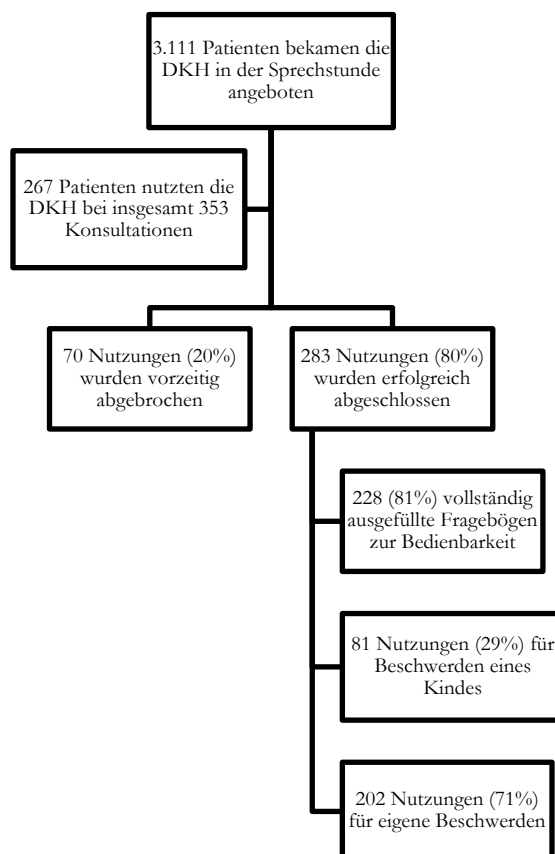 3.111 Patienten bekamen die
DKH in der Sprechstunde
angeboten
267 Patienten nutzten die
DKH bei insgesamt 353
Konsultationen
70 Nutzungen (20%)
wurden vorzeitig
abgebrochen
283 Nutzungen (80%)
wurden erfolgreich
abgeschlossen
228 (81%) vollständig
ausgefüllte Fragebögen
zur Bedienbarkeit
81 Nutzungen (29%) für
Beschwerden eines
Kindes
202 Nutzungen (71%)
für eigene Beschwerden